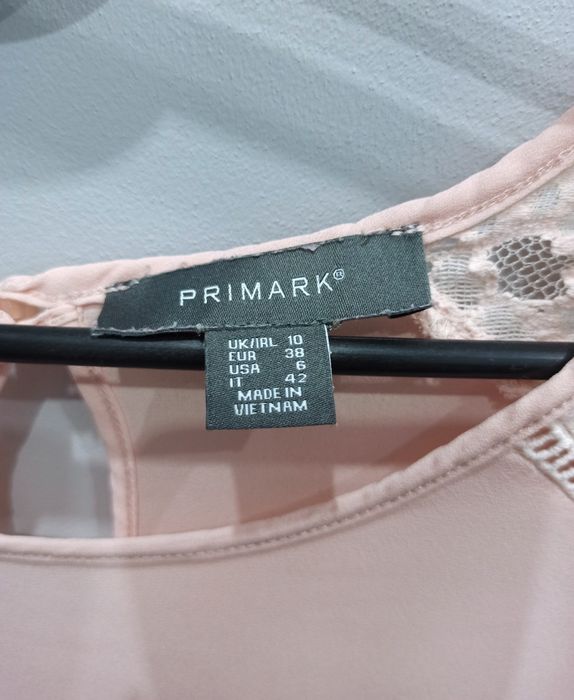 PRIMARK®
UK/IRL 10
EUR 38
USA 6
IT 42
MADE IN
VIETNAM